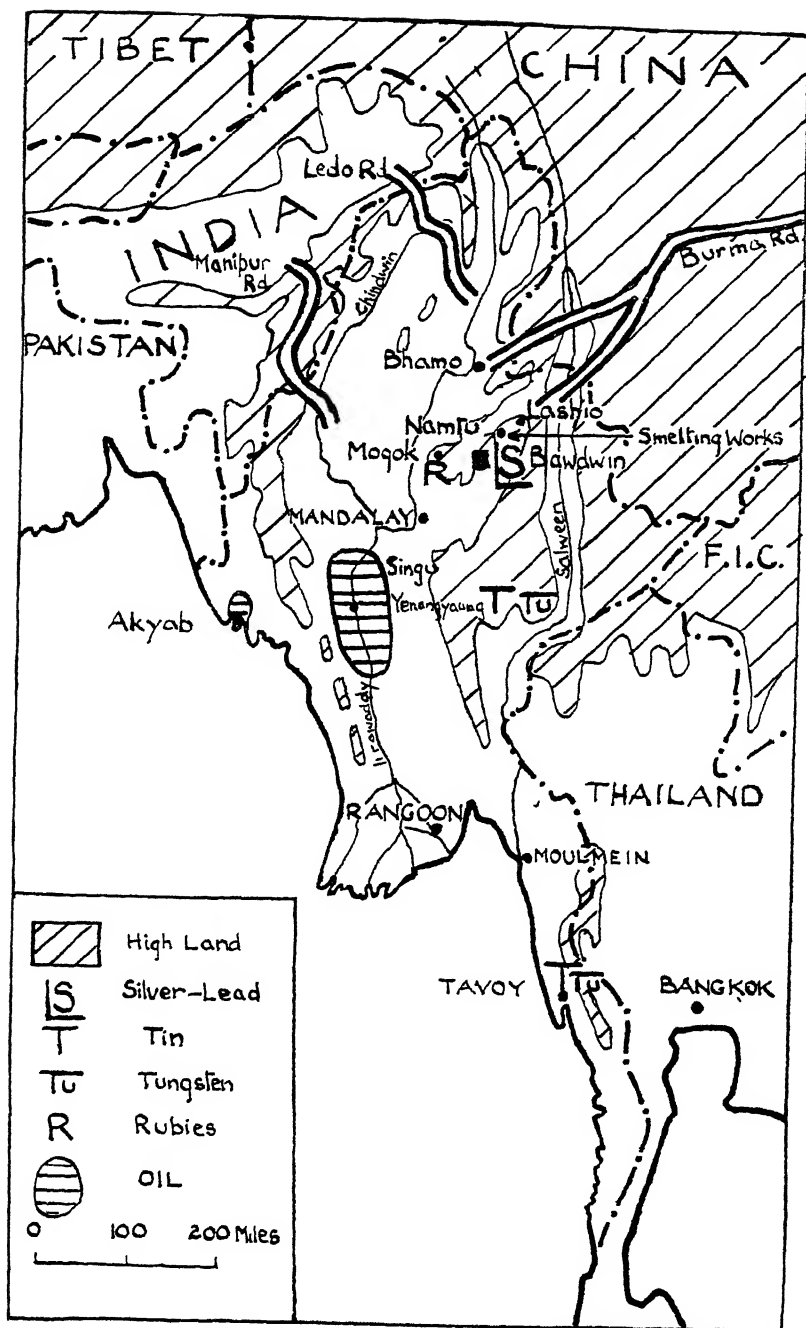 TIBET
CHINA
Ledo Rd
INDIA
Manipur
Rd
Chindwin
Burma Rd.
PAKISTAN
Bhamo
Lashio
Namtu
Smelting Works
Mogok
R
S
Bawdwin
MANDALAY
Salween
F.I.C.
Singu
Yenangyaung
T
Tu
Akyab
Irrawaddy
THAILAND
RANGOON
MOULMEIN
T
Tu
TAVOY
BANGKOK
High Land
S Silver-Lead
T Tin
Tu Tungsten
R Rubies
OIL
0 100 200 Miles